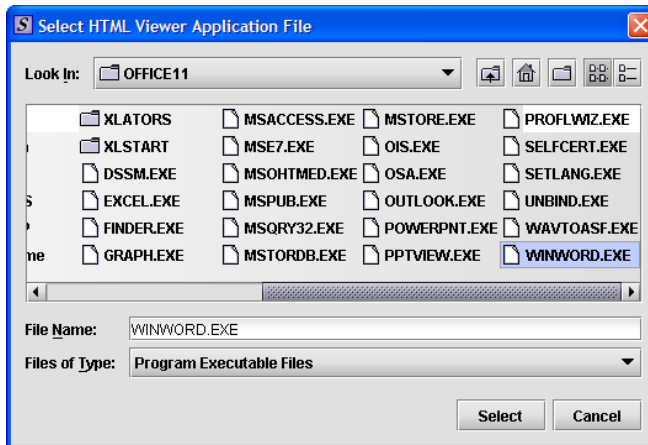 S Select HTML Viewer Application File
Look In: OFFICE11
XLATORS MSACCESS.EXE MSTORE.EXE PROFLWIZ.EXE
XLSTART MSE7.EXE OIS.EXE SELFCERT.EXE
DSSM.EXE MSOHTMED.EXE OSA.EXE SETLANG.EXE
S EXCEL.EXE MSPUB.EXE OUTLOOK.EXE UNBIND.EXE
FINDER.EXE MSQRY32.EXE POWERPNT.EXE WAVTOASF.EXE
me GRAPH.EXE MSTORDB.EXE PPTVIEW.EXE WINWORD.EXE
File Name: WINWORD.EXE
Files of Type: Program Executable Files
Select Cancel